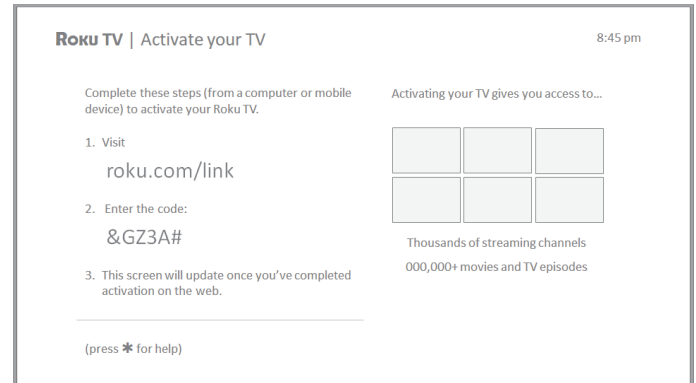 ROKU TV | Activate your TV
8:45 pm
Complete these steps (from a computer or mobile
device) to activate your Roku TV.
1. Visit
roku.com/link
2. Enter the code:
&GZ3A#
3. This screen will update once you've completed
activation on the web.
(press ✱ for help)
Activating your TV gives you access to...
Thousands of streaming channels
000,000+ movies and TV episodes